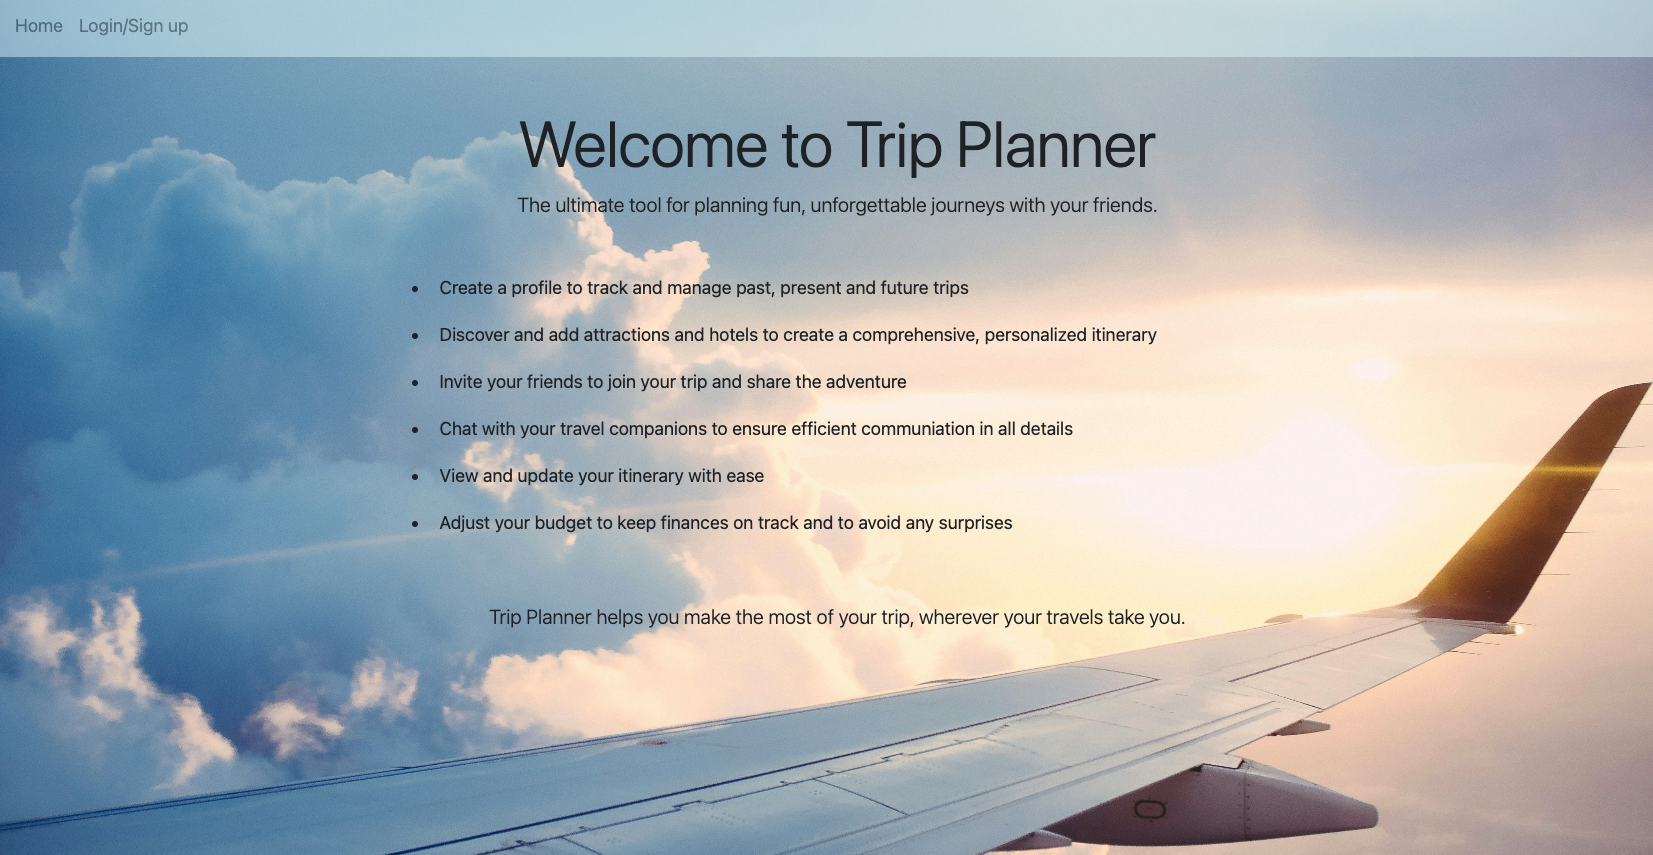 Home Login/Sign up
Welcome to Trip Planner
The ultimate tool for planning fun, unforgettable journeys with your friends.
Create a profile to track and manage past, present and future trips
Discover and add attractions and hotels to create a comprehensive, personalized itinerary
Invite your friends to join your trip and share the adventure
Chat with your travel companions to ensure efficient communiation in all details
View and update your itinerary with ease
Adjust your budget to keep finances on track and to avoid any surprises
Trip Planner helps you make the most of your trip, wherever your travels take you.